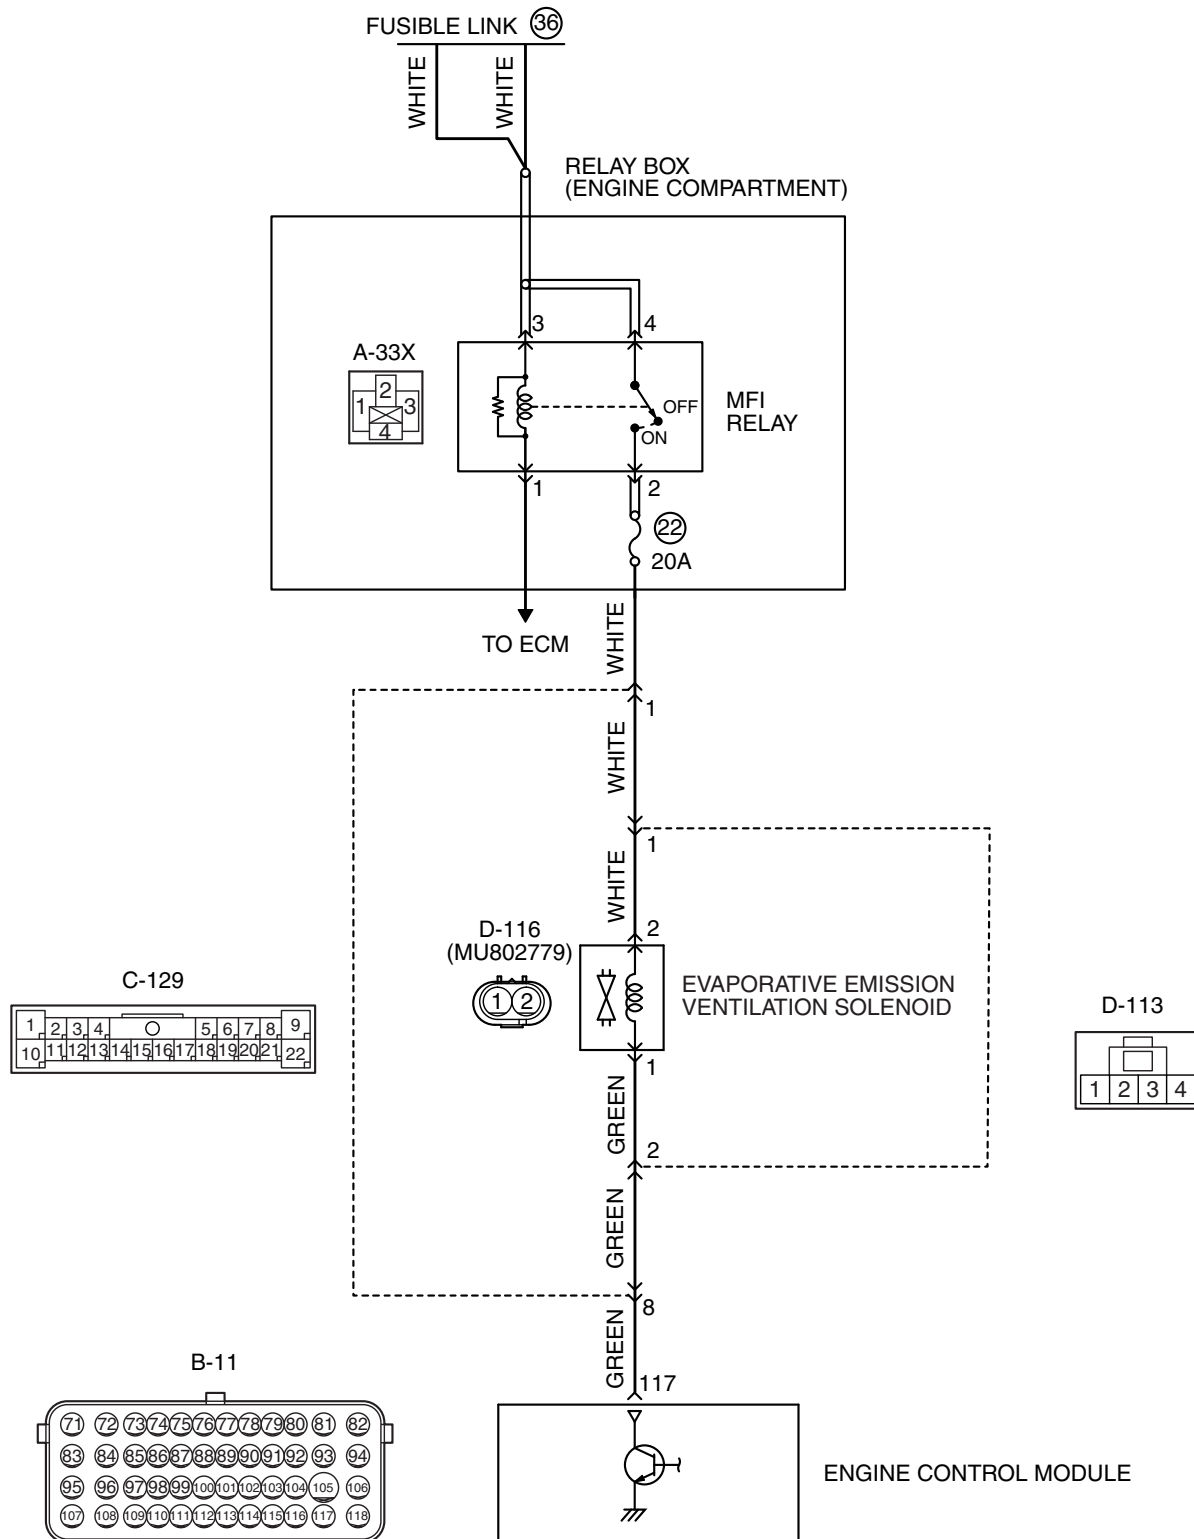 FUSIBLE LINK 36
WHITE
WHITE
RELAY BOX
(ENGINE COMPARTMENT)
3
4
A-33X
2
1
3
4
OFF
ON
MFI
RELAY
1
2
22
20A
TO ECM
WHITE
1
WHITE
1
WHITE
2
D-116
(MU802779)
1 2
EVAPORATIVE EMISSION
VENTILATION SOLENOID
C-129
1 2 3 4 5 6 7 8 9
10 11 12 13 14 15 16 17 18 19 20 21 22
D-113
1 2 3 4
1
GREEN
2
GREEN
8
GREEN
117
B-11
71 72 73 74 75 76 77 78 79 80 81 82
83 84 85 86 87 88 89 90 91 92 93 94
95 96 97 98 99 100 101 102 103 104 105 106
107 108 109 110 111 112 113 114 115 116 117 118
ENGINE CONTROL MODULE